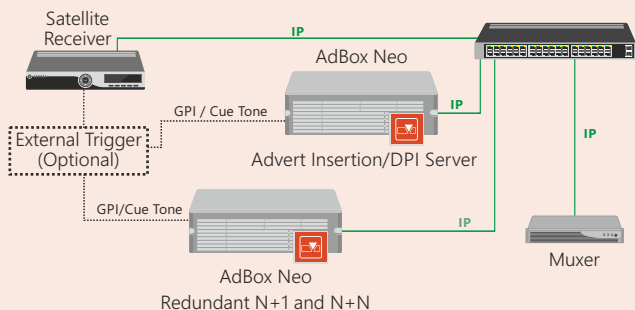 Satellite
Receiver
IP
AdBox Neo
IP
GPI / Cue Tone
External Trigger
(Optional)
Advert Insertion/DPI Server
IP
GPI/Cue Tone
IP
AdBox Neo
Redundant N+1 and N+N
Muxer